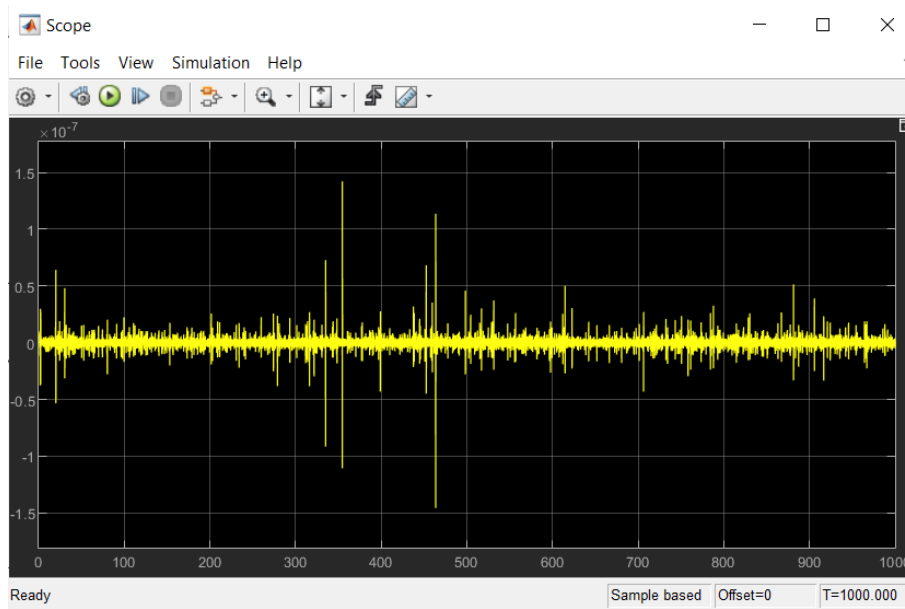 Scope
File Tools View Simulation Help
×10⁻⁷
1.5
1
0.5
0
-0.5
-1
-1.5
0 100 200 300 400 500 600 700 800 900
Ready Sample based Offset=0 T=1000.000